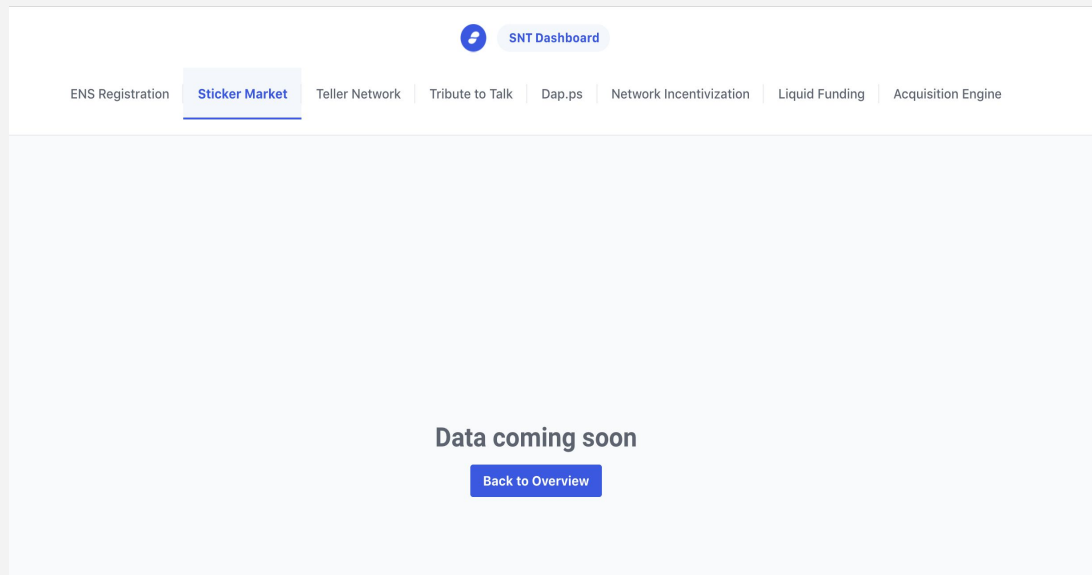 SNT Dashboard
ENS Registration Sticker Market Teller Network Tribute to Talk Dap.ps Network Incentivization Liquid Funding Acquisition Engine
Data coming soon
Back to Overview